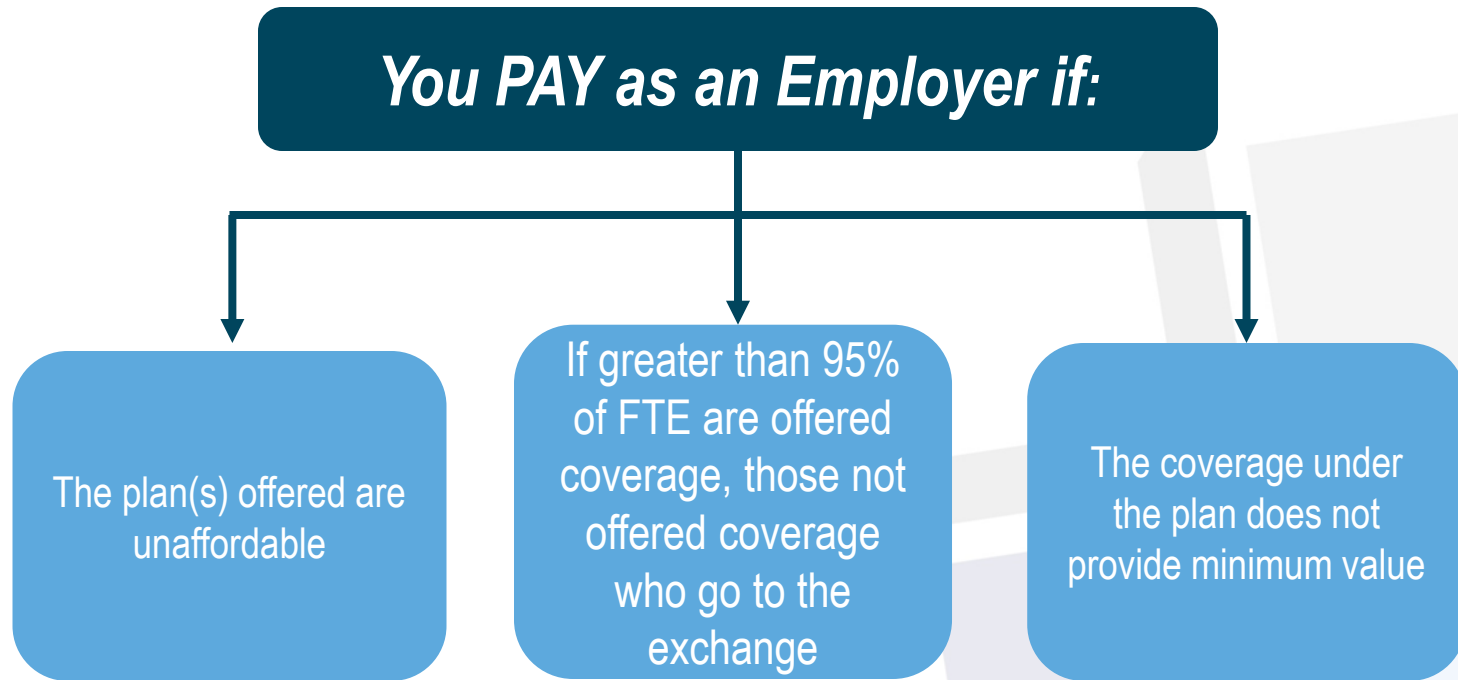 You PAY as an Employer if:
The plan(s) offered are
unaffordable
If greater than 95%
of FTE are offered
coverage, those not
offered coverage
who go to the
exchange
The coverage under
the plan does not
provide minimum value